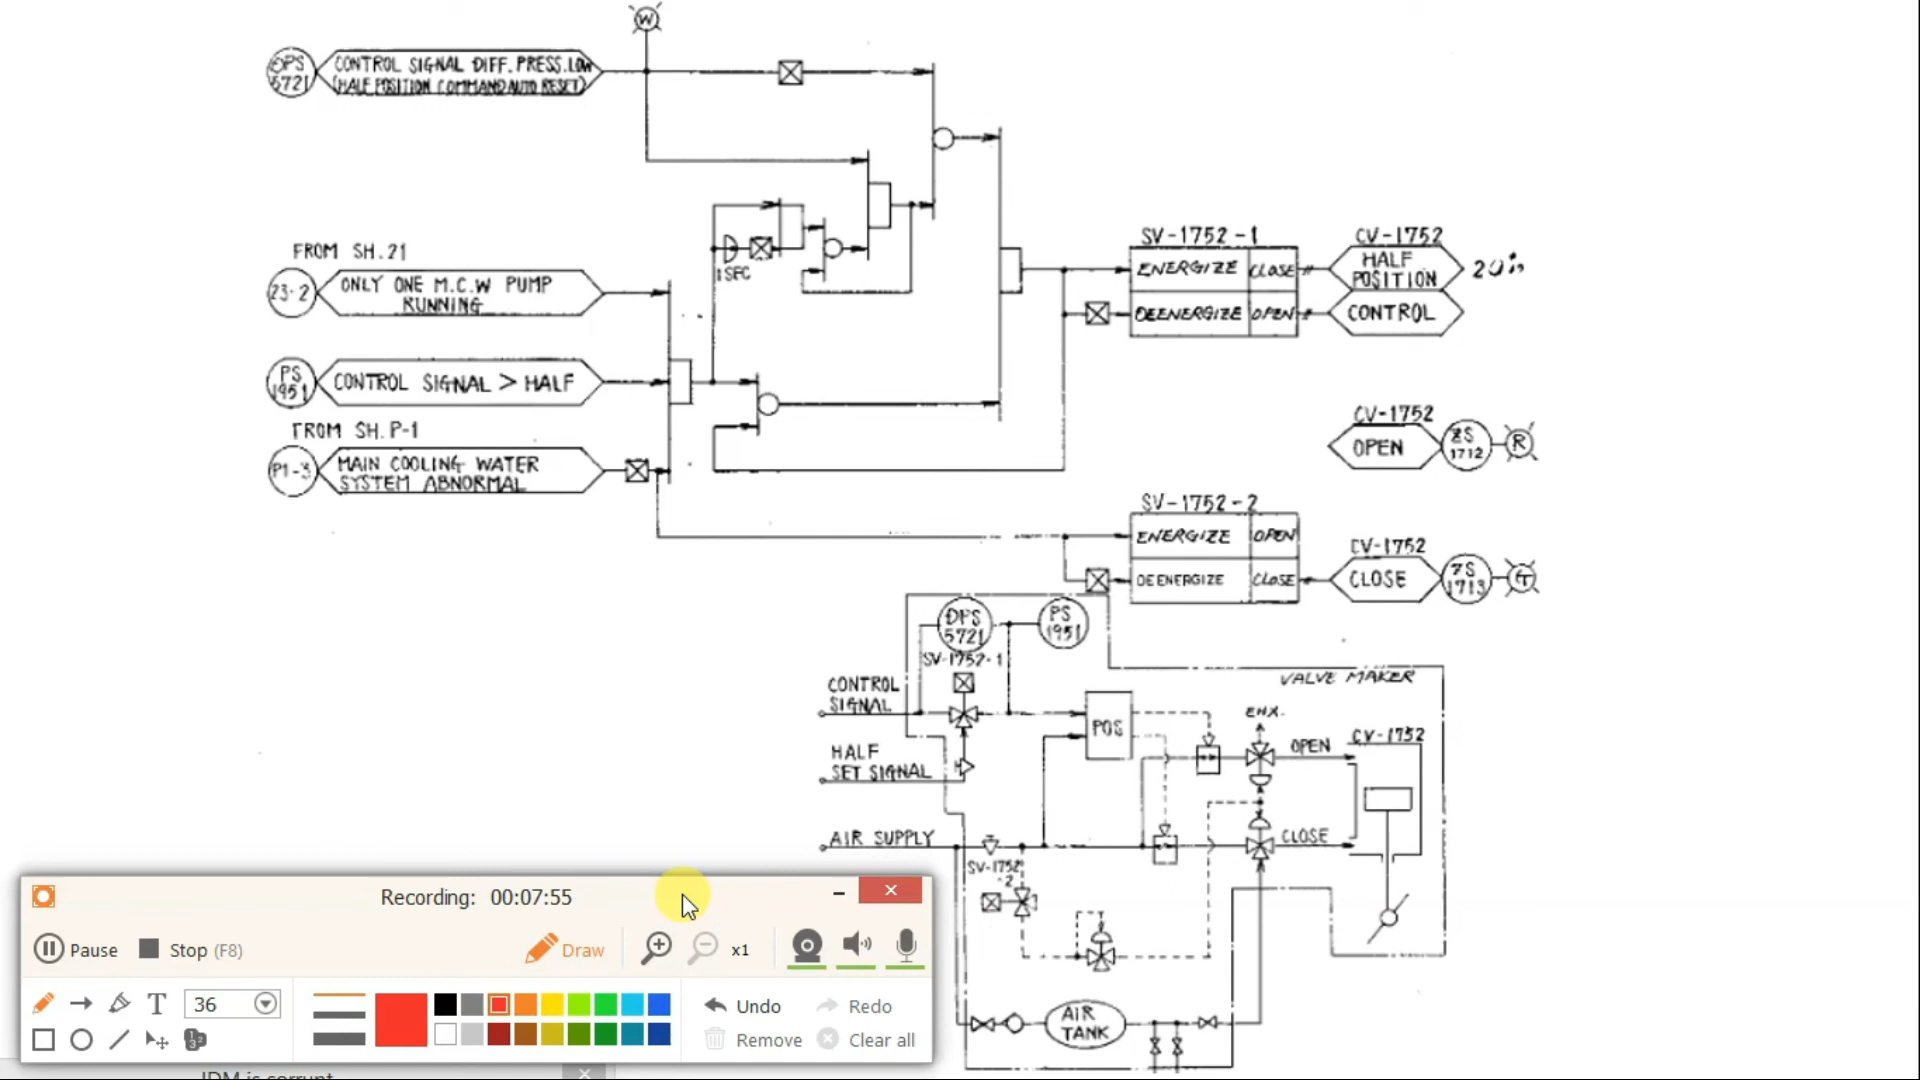 W
DPS
5721
CONTROL SIGNAL DIFF. PRESS. LOW
(HALF POSITION COMMAND AUTO RESET)
1 SEC
FROM SH. 21
23-2
ONLY ONE M.C.W PUMP
RUNNING
PS
1951
CONTROL SIGNAL > HALF
FROM SH. P-1
P1-3
MAIN COOLING WATER
SYSTEM ABNORMAL
SV-1752-1
ENERGIZE CLOSE
DEENERGIZE OPEN
CV-1752
HALF
POSITION
CONTROL
CV-1752
OPEN
ZS
1712
R
SV-1752-2
ENERGIZE OPEN
DEENERGIZE CLOSE
CV-1752
CLOSE
ZS
1713
G
DPS
5721
PS
1951
SV-1752-1
CONTROL
SIGNAL
HALF
SET SIGNAL
AIR SUPPLY
SV-1752
-2
POS
VALVE MAKER
OPEN
CV-1752
CLOSE
AIR
TANK
Recording: 00:07:55
Pause
Stop (F8)
Draw
x1
T
36
Undo
Redo
Remove
Clear all
IDM is corrupt